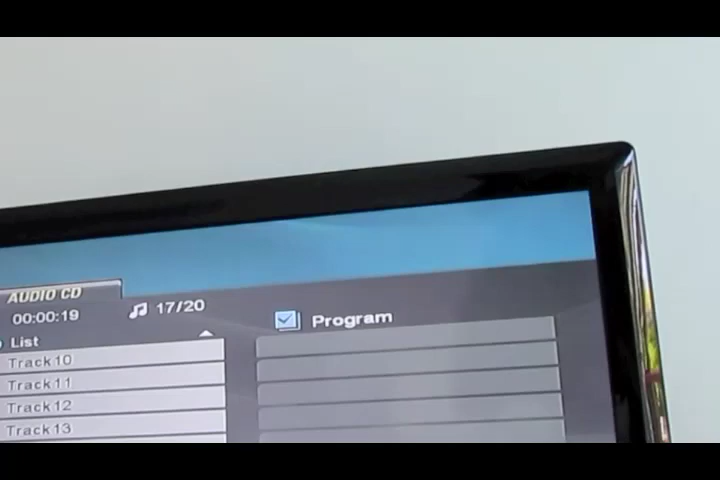 AUDIO CD
00:00:19
17/20
Program
List
Track10
Track11
Track12
Track13